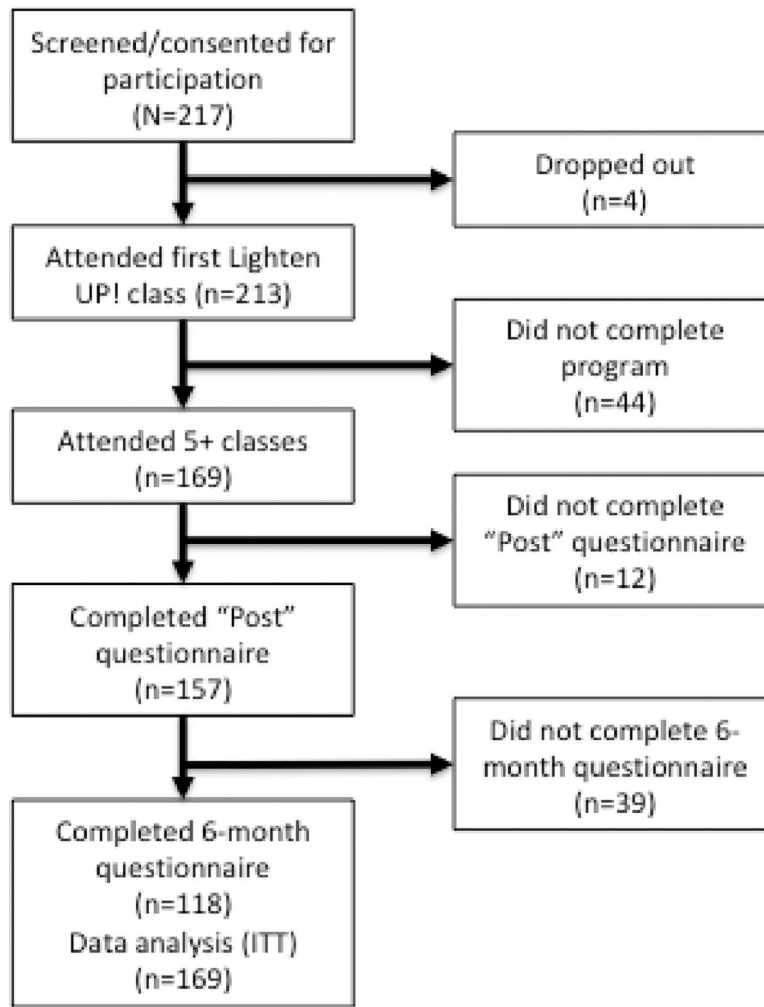 Screened/consented for
participation
(N=217)
Dropped out
(n=4)
Attended first Lighten
UP! class (n=213)
Did not complete
program
(n=44)
Attended 5+ classes
(n=169)
Did not complete
“Post” questionnaire
(n=12)
Completed “Post”
questionnaire
(n=157)
Did not complete 6-
month questionnaire
(n=39)
Completed 6-month
questionnaire
(n=118)
Data analysis (ITT)
(n=169)